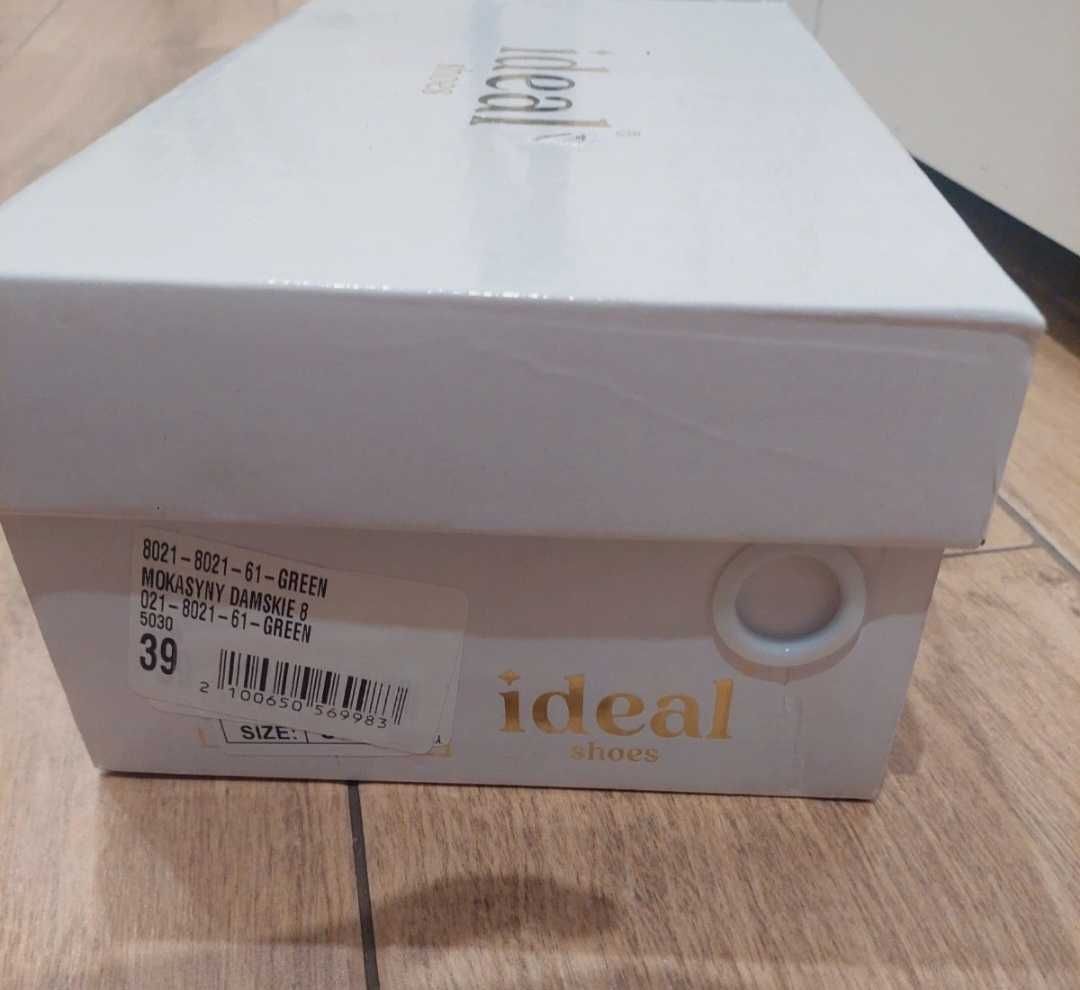 ideal
shoes
8021-8021-61-GREEN
MOKASYNY DAMSKIE 8
021-8021-61-GREEN
5030
39
2 100650 569983
SIZE:
ideal
shoes